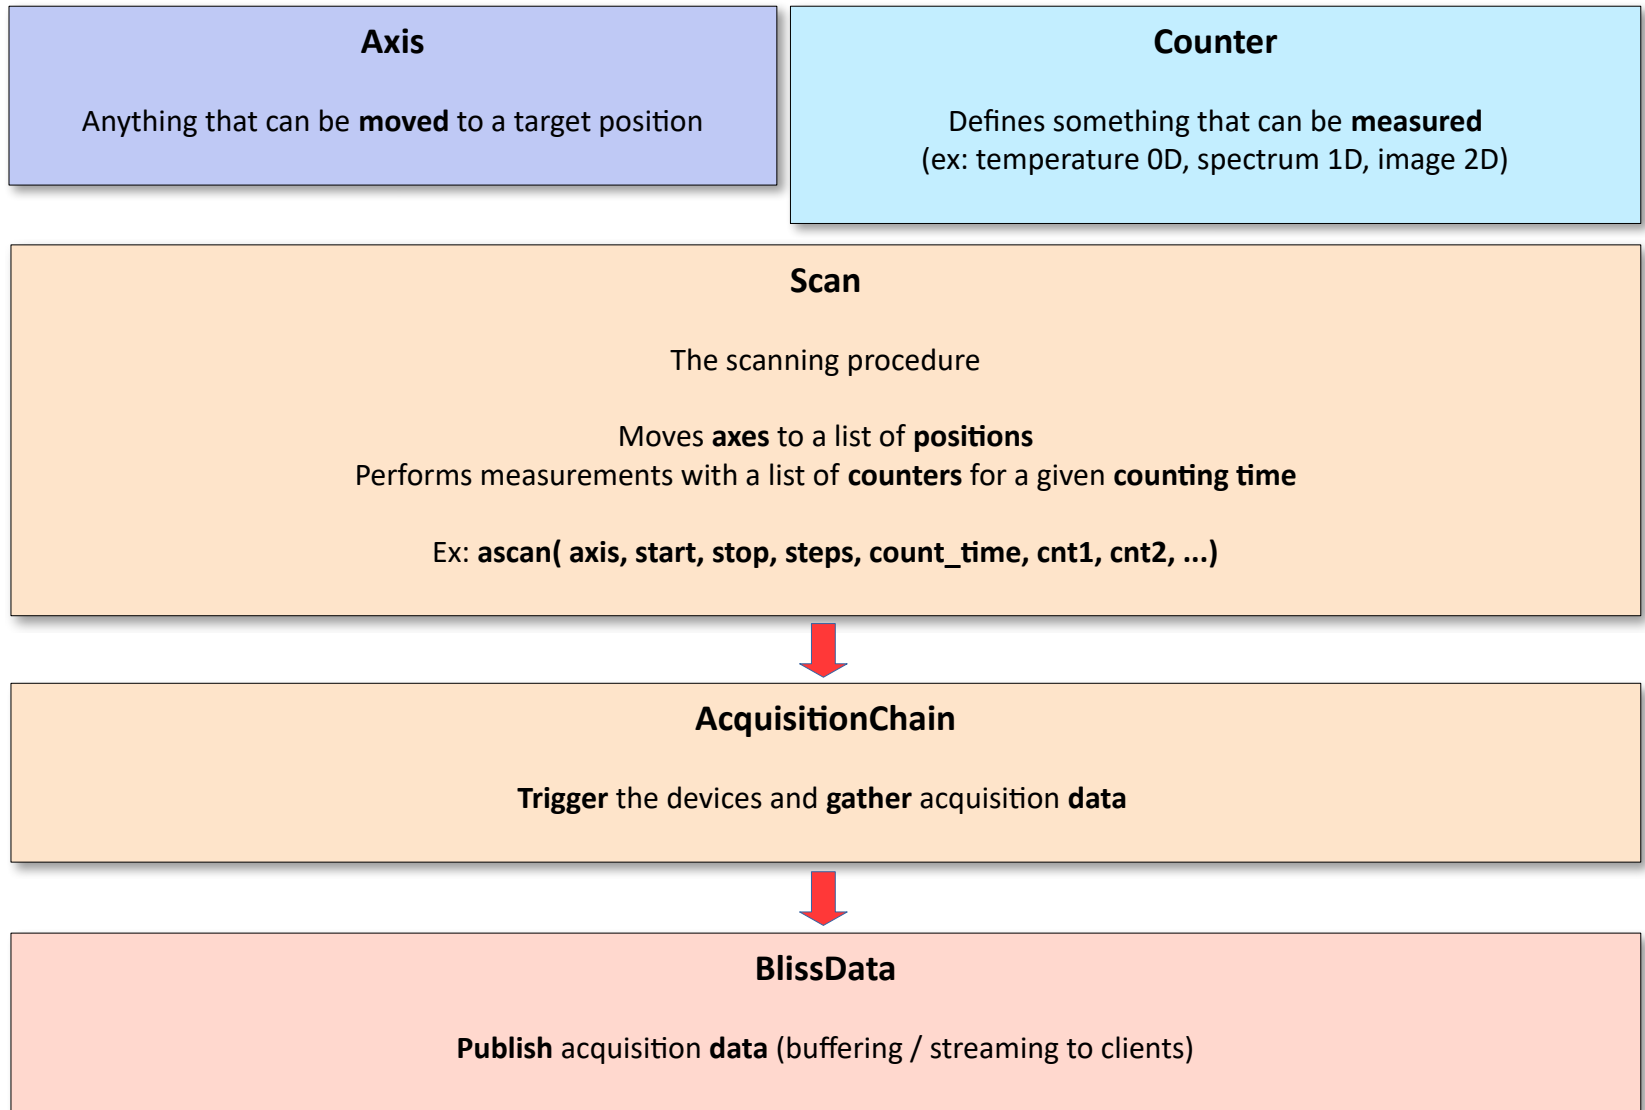 Axis
Anything that can be moved to a target position
Counter
Defines something that can be measured
(ex: temperature 0D, spectrum 1D, image 2D)
Scan
The scanning procedure
Moves axes to a list of positions
Performs measurements with a list of counters for a given counting time
Ex: ascan( axis, start, stop, steps, count_time, cnt1, cnt2, ...)
AcquisitionChain
Trigger the devices and gather acquisition data
BlissData
Publish acquisition data (buffering / streaming to clients)